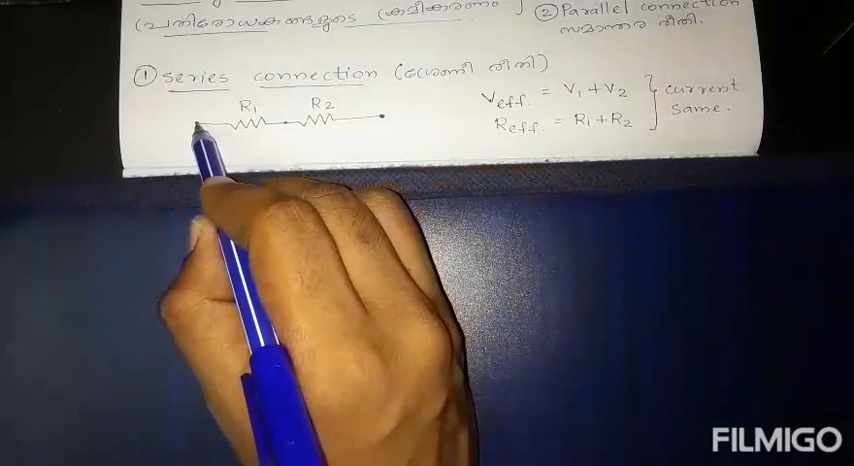 (പതിരോധകങ്ങളുടെ ക്രമീകരണം)
② Parallel connection
സമാന്തര രീതി.
① Series connection (ശ്രേണീ രീതി)
R1 R2
Veff. = V1 + V2
Reff. = R1 + R2
} current same.
FILMIGO